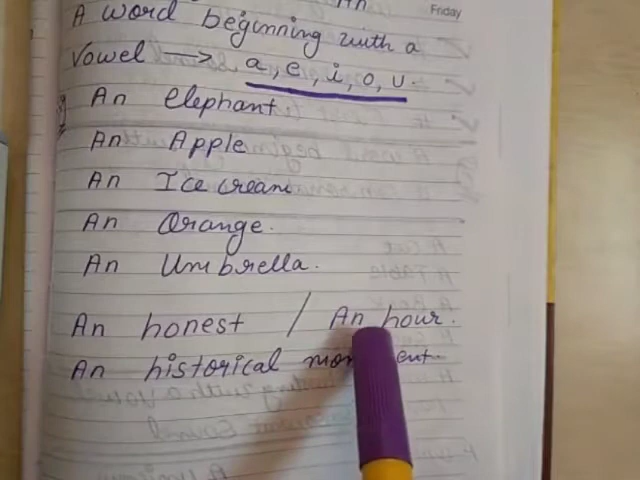 An
Friday
A word beginning with a
Vowel → a, e, i, o, u.
An elephant
An Apple
An Ice cream
An Orange.
An Umbrella.
An honest / An hour.
An historical